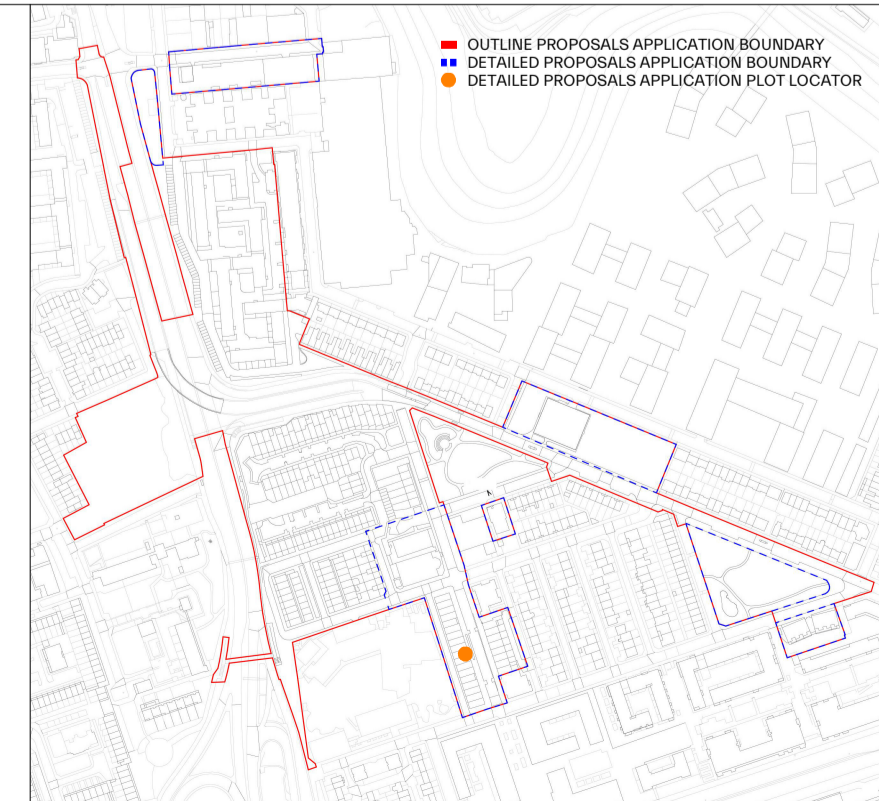 OUTLINE PROPOSALS APPLICATION BOUNDARY
DETAILED PROPOSALS APPLICATION BOUNDARY
DETAILED PROPOSALS APPLICATION PLOT LOCATOR